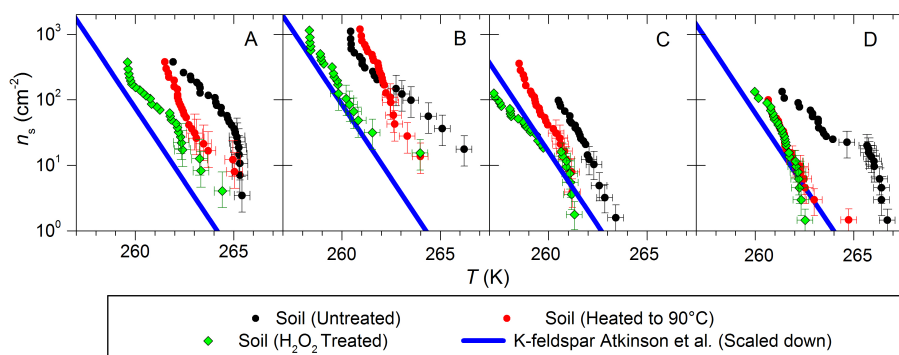 A B C D
10³
10²
10¹
10⁰
nₛ (cm⁻²)
260 265 260 265 260 265 260 265
T (K)
Soil (Untreated) Soil (Heated to 90°C)
Soil (H₂O₂ Treated) K-feldspar Atkinson et al. (Scaled down)